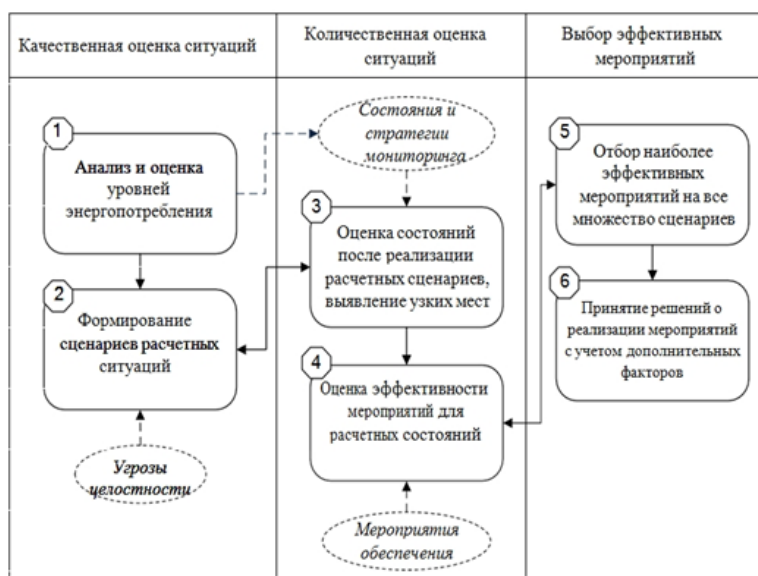 Качественная оценка ситуаций
Количественная оценка
ситуаций
Выбор эффективных
мероприятий
1
Анализ и оценка
уровней
энергопотребления
2
Формирование
сценариев расчетных
ситуаций
Угрозы
целостности
Состояния и
стратегии
мониторинга
3
Оценка состояний
после реализации
расчетных сценариев,
выявление узких мест
4
Оценка эффективности
мероприятий для
расчетных состояний
Мероприятия
обеспечения
5
Отбор наиболее
эффективных
мероприятий на все
множество сценариев
6
Принятие решений о
реализации мероприятий
с учетом дополнительных
факторов